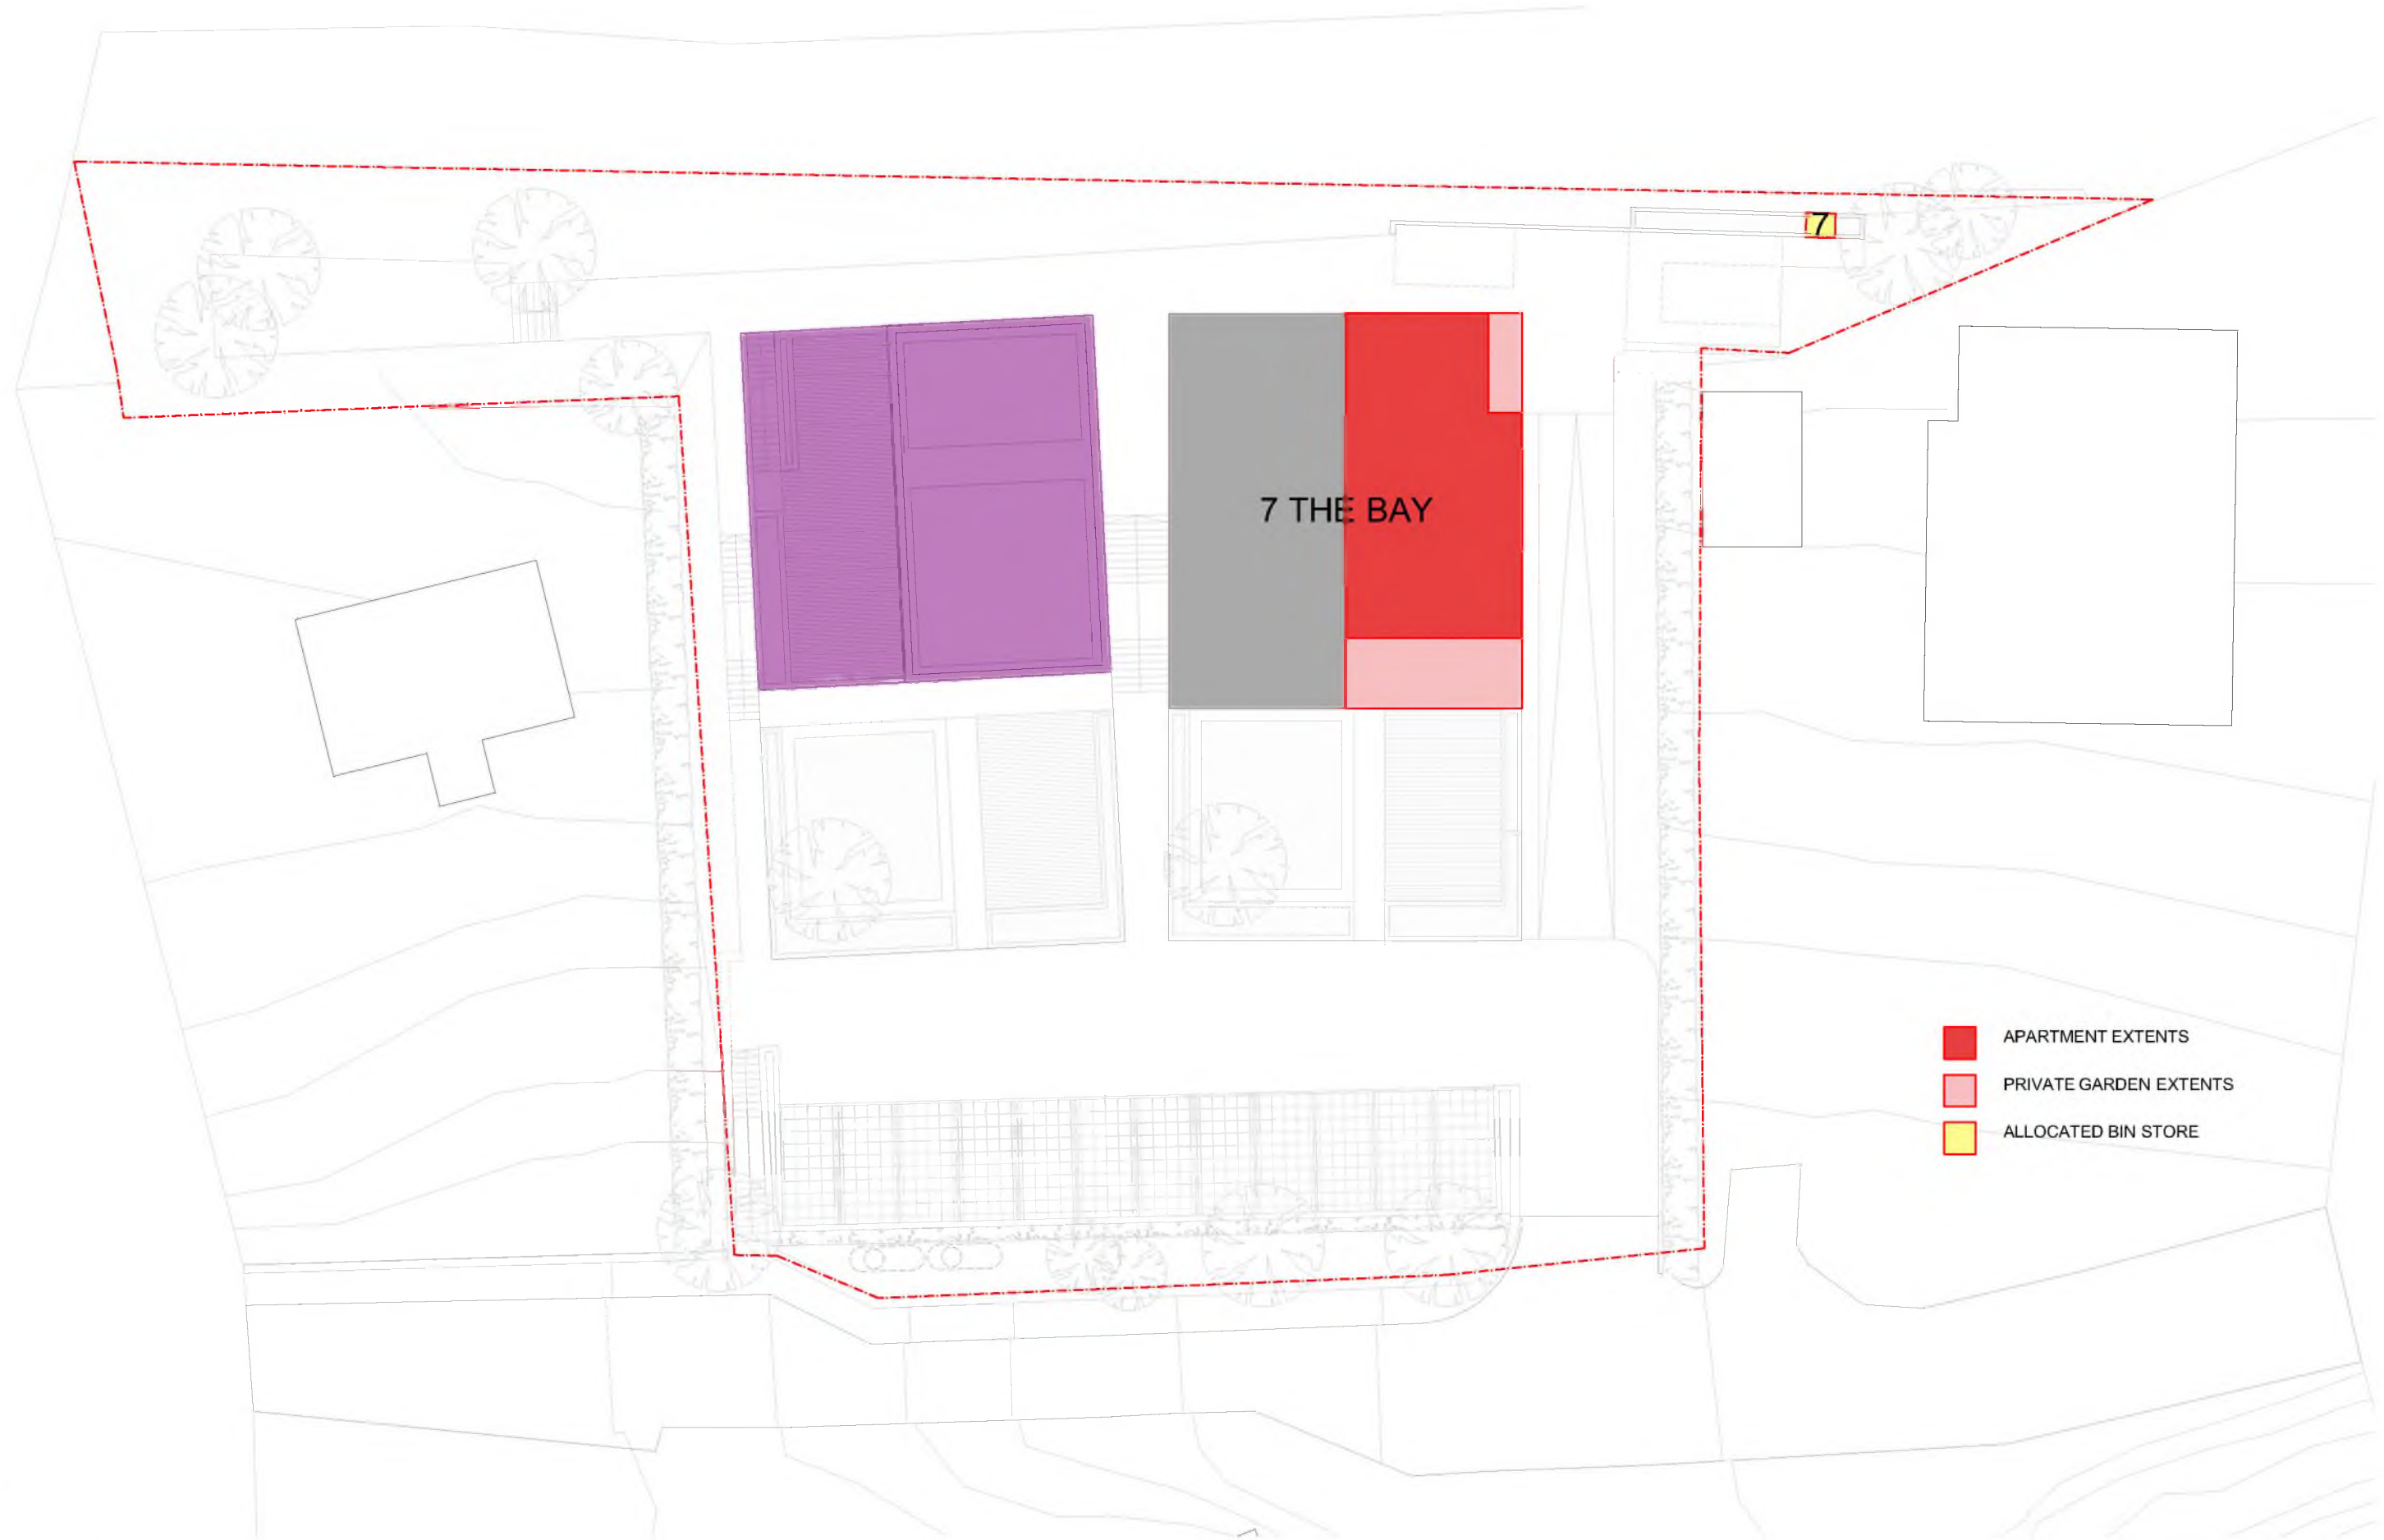 7
7 THE BAY
APARTMENT EXTENTS
PRIVATE GARDEN EXTENTS
ALLOCATED BIN STORE